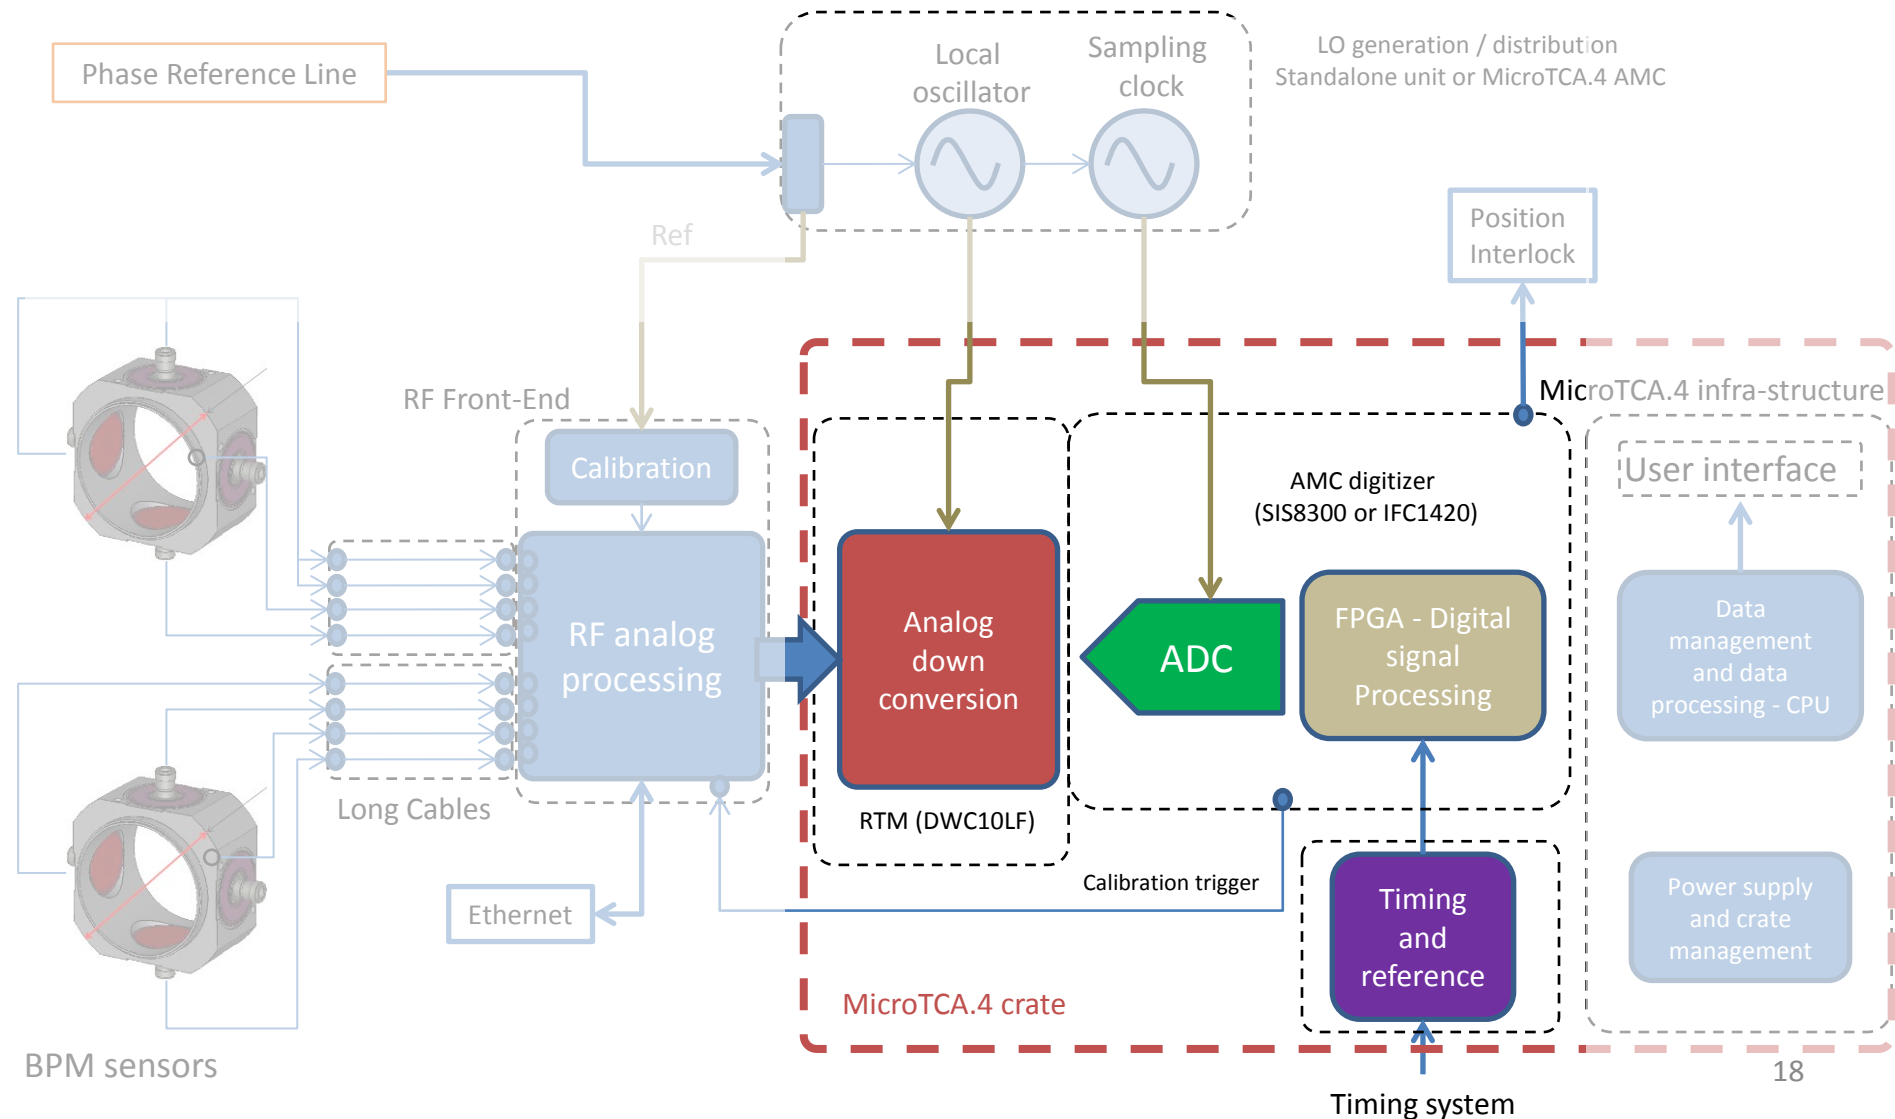 Phase Reference Line
Local
oscillator
Sampling
clock
LO generation / distribution
Standalone unit or MicroTCA.4 AMC
Ref
Position
Interlock
RF Front-End
Calibration
RF analog
processing
Long Cables
Ethernet
BPM sensors
MicroTCA.4 infra-structure
AMC digitizer
(SIS8300 or IFC1420)
Analog
down
conversion
RTM (DWC10LF)
ADC
FPGA - Digital
signal
Processing
Calibration trigger
Timing
and
reference
MicroTCA.4 crate
Timing system
User interface
Data
management
and data
processing - CPU
Power supply
and crate
management
18